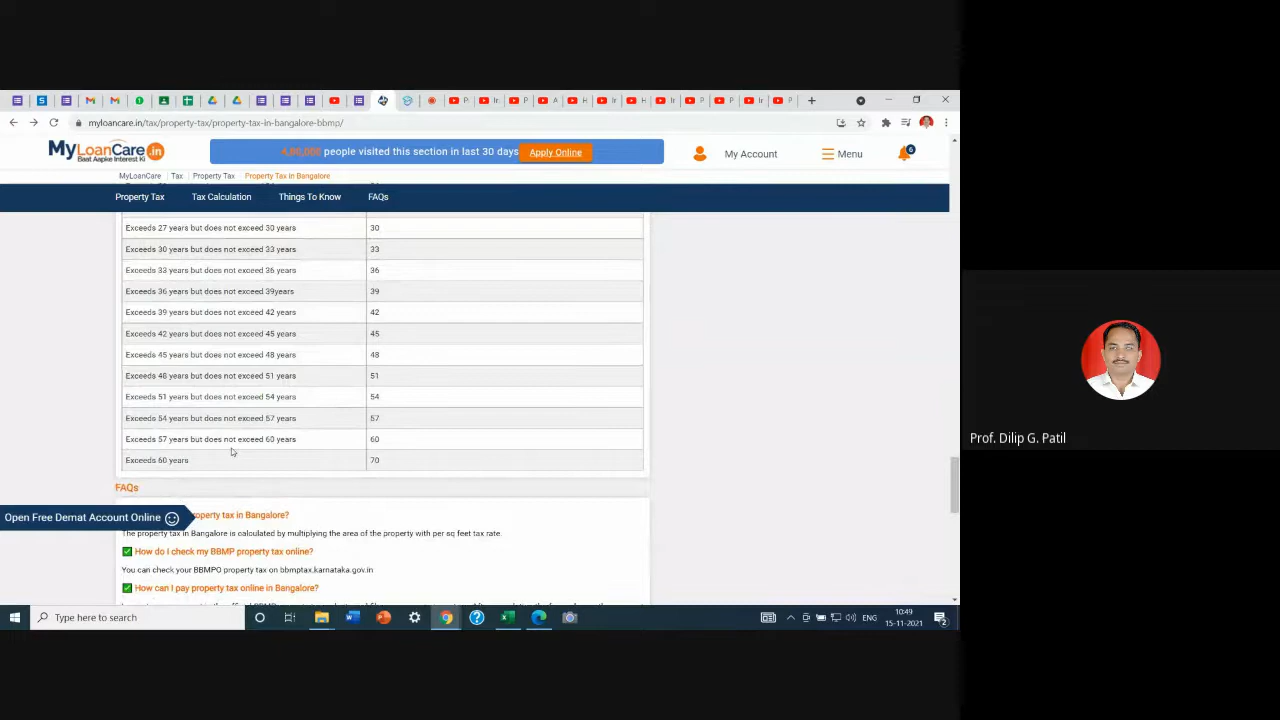 myloancare.in/tax/property-tax/property-tax-in-bangalore-bbmp/
MyLoanCare.in
Baat Aapke Interest Ki
people visited this section in last 30 days Apply Online
My Account
Menu
6
MyLoanCare Tax Property Tax Property Tax in Bangalore
Property Tax Tax Calculation Things To Know FAQs
Exceeds 27 years but does not exceed 30 years 30
Exceeds 30 years but does not exceed 33 years 33
Exceeds 33 years but does not exceed 36 years 36
Exceeds 36 years but does not exceed 39years 39
Exceeds 39 years but does not exceed 42 years 42
Exceeds 42 years but does not exceed 45 years 45
Exceeds 45 years but does not exceed 48 years 48
Exceeds 48 years but does not exceed 51 years 51
Exceeds 51 years but does not exceed 54 years 54
Exceeds 54 years but does not exceed 57 years 57
Exceeds 57 years but does not exceed 60 years 60
Exceeds 60 years 70
FAQs
Open Free Demat Account Online
property tax in Bangalore?
The property tax in Bangalore is calculated by multiplying the area of the property with per sq feet tax rate.
How do I check my BBMP property tax online?
You can check your BBMPO property tax on bbmptax.karnataka.gov.in
How can I pay property tax online in Bangalore?
Type here to search
ENG
10:49
15-11-2021
2
Prof. Dilip G. Patil